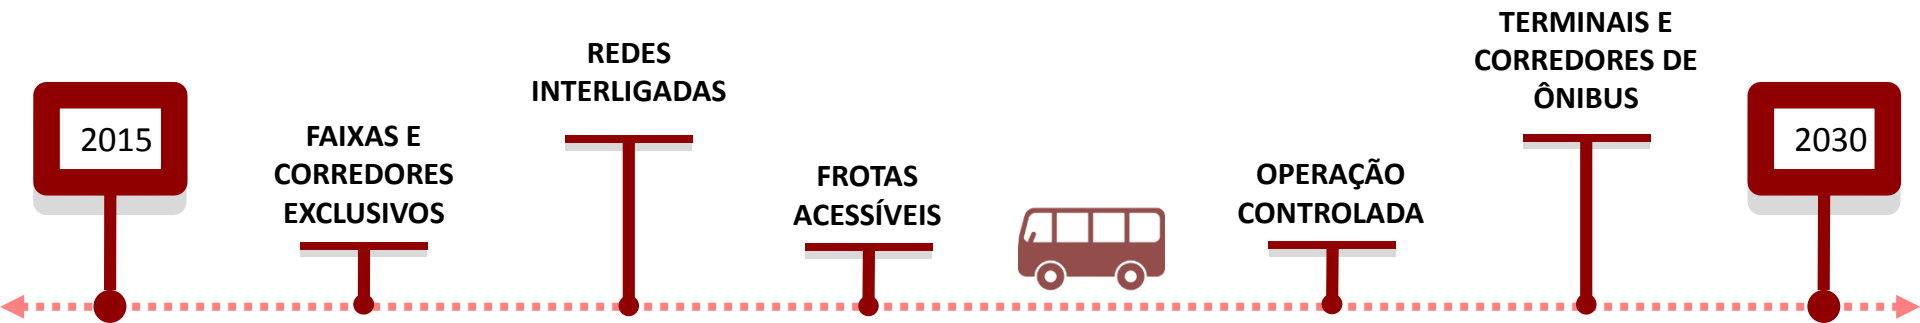 2015
FAIXAS E
CORREDORES
EXCLUSIVOS
REDES
INTERLIGADAS
FROTAS
ACESSÍVEIS
OPERAÇÃO
CONTROLADA
TERMINAIS E
CORREDORES DE
ÔNIBUS
2030